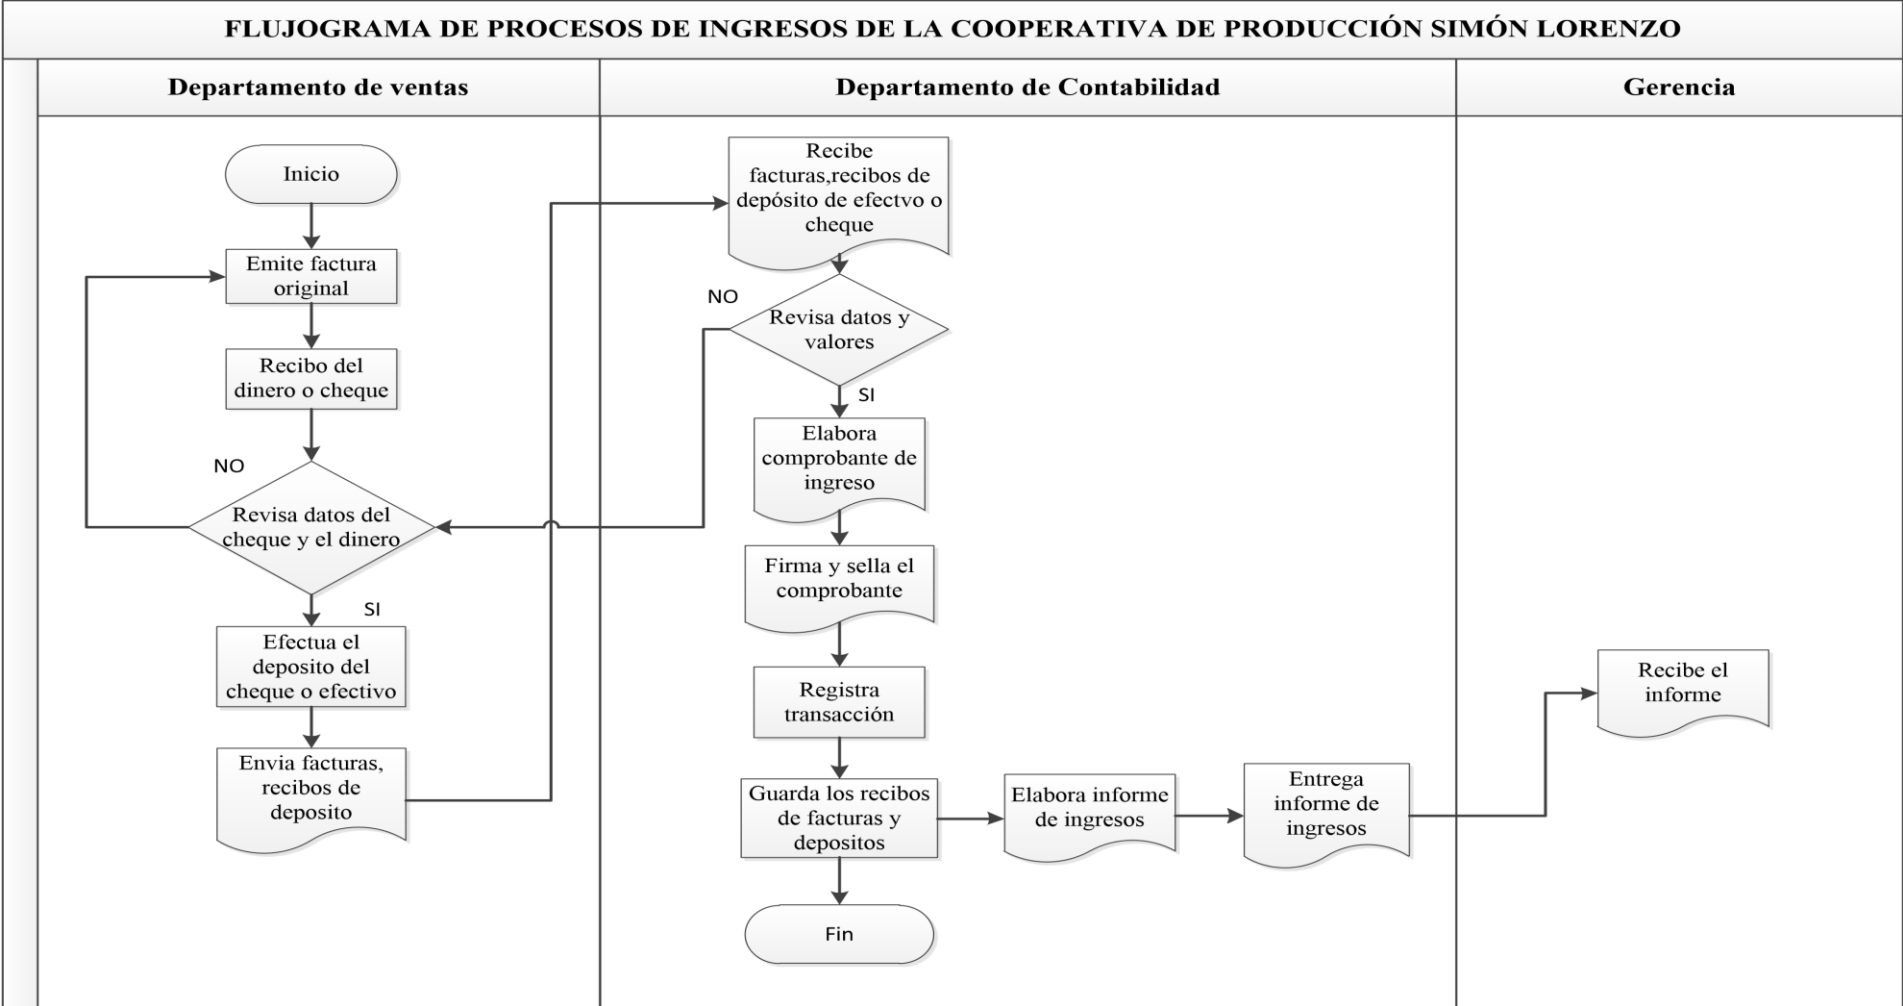 FLUJOGRAMA DE PROCESOS DE INGRESOS DE LA COOPERATIVA DE PRODUCCIÓN SIMÓN LORENZO
Departamento de ventas
Departamento de Contabilidad
Gerencia
Inicio
Emite factura
original
Recibo del
dinero o cheque
NO
Revisa datos del
cheque y el dinero
SI
Efectua el
deposito del
cheque o efectivo
Envia facturas,
recibos de
deposito
Recibe
facturas,recibos de
depósito de efectvo o
cheque
NO
Revisa datos y
valores
SI
Elabora
comprobante de
ingreso
Firma y sella el
comprobante
Registra
transacción
Guarda los recibos
de facturas y
depositos
Fin
Elabora informe
de ingresos
Entrega
informe de
ingresos
Recibe el
informe